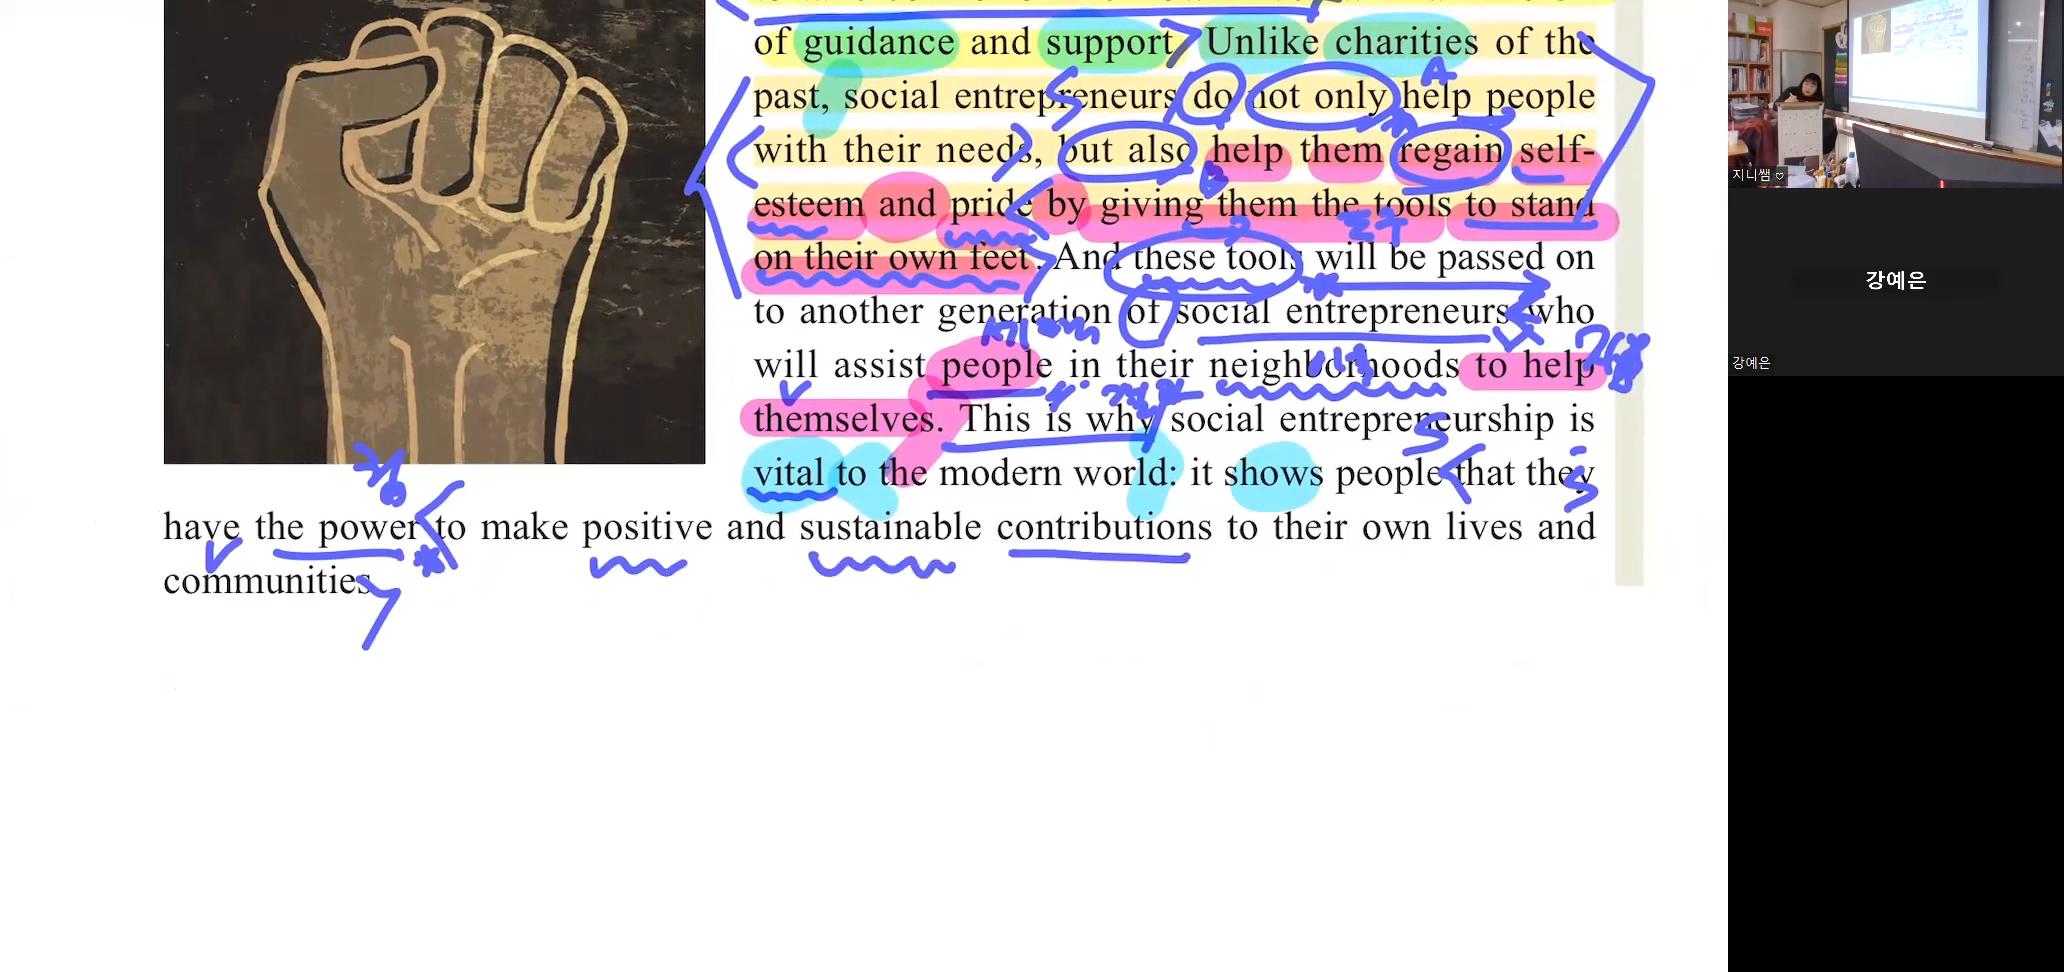 of guidance and support. Unlike charities of the
past, social entrepreneurs do not only help people
with their needs, but also help them regain self-
esteem and pride by giving them the tools to stand
on their own feet. And these tools will be passed on
to another generation of social entrepreneurs who
will assist people in their neighborhoods to help
themselves. This is why social entrepreneurship is
vital to the modern world: it shows people that they
have the power to make positive and sustainable contributions to their own lives and
communities.
A
B
도구
S
S
지니쌤
강예은
강예은